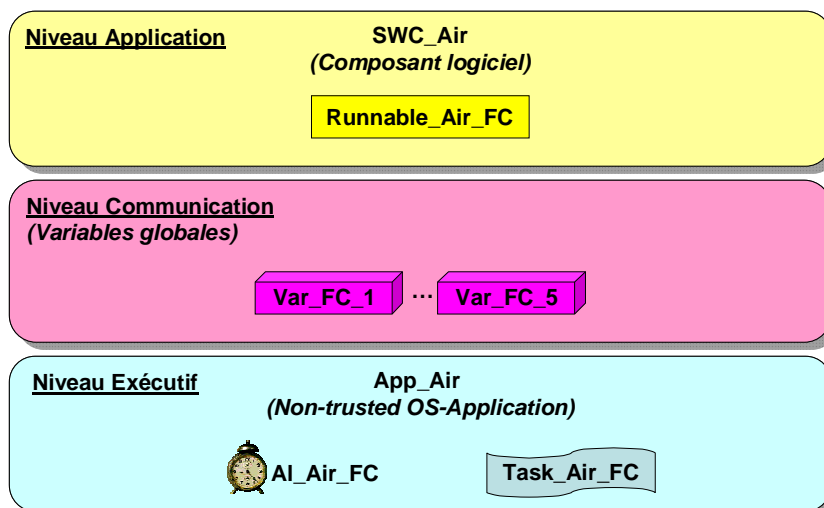 Niveau Application
SWC_Air
(Composant logiciel)
Runnable_Air_FC
Niveau Communication
(Variables globales)
Var_FC_1 ... Var_FC_5
Niveau Exécutif
App_Air
(Non-trusted OS-Application)
Al_Air_FC
Task_Air_FC